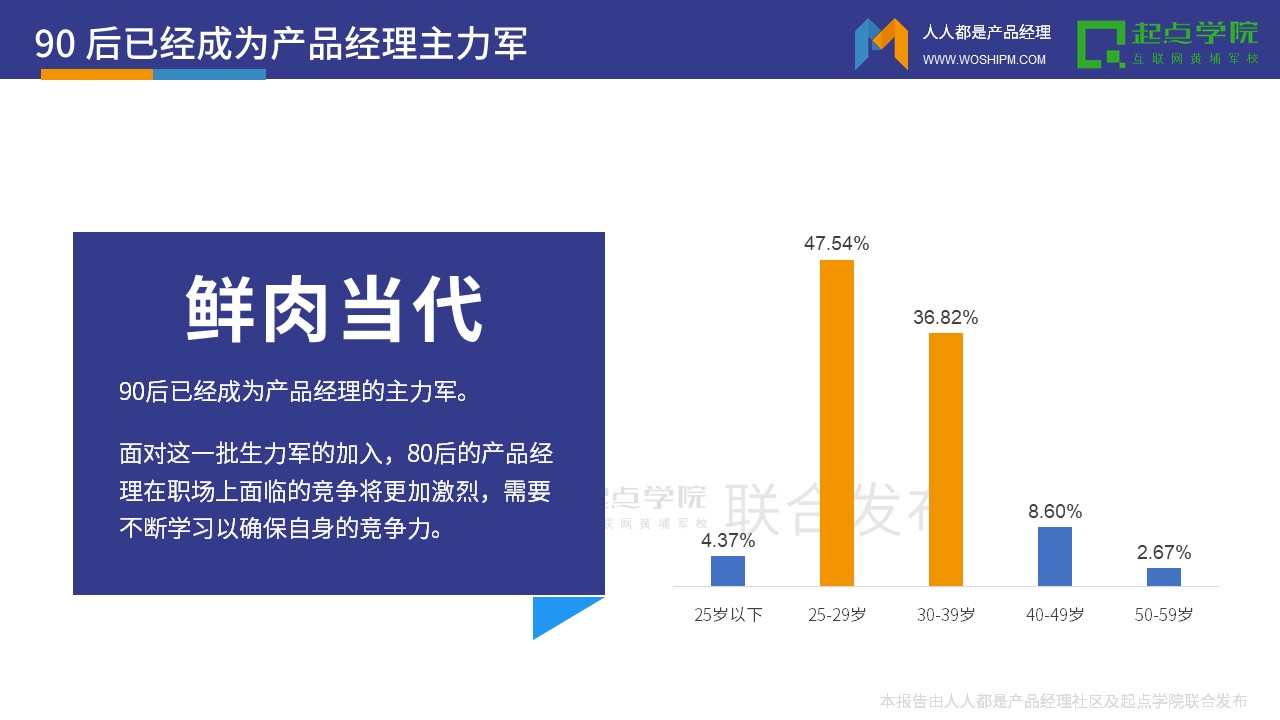 90 后已经成为产品经理主力军
人人都是产品经理
WWW.WOSHIPM.COM
起点学院
互联网黄埔军校
鲜肉当代
90后已经成为产品经理的主力军。
面对这一批生力军的加入，80后的产品经
理在职场上面临的竞争将更加激烈，需要
不断学习以确保自身的竞争力。
47.54%
36.82%
8.60%
4.37%
2.67%
点学院
联网黄埔军校
联合发
25岁以下
25-29岁
30-39岁
40-49岁
50-59岁
本报告由人人都是产品经理社区及起点学院联合发布